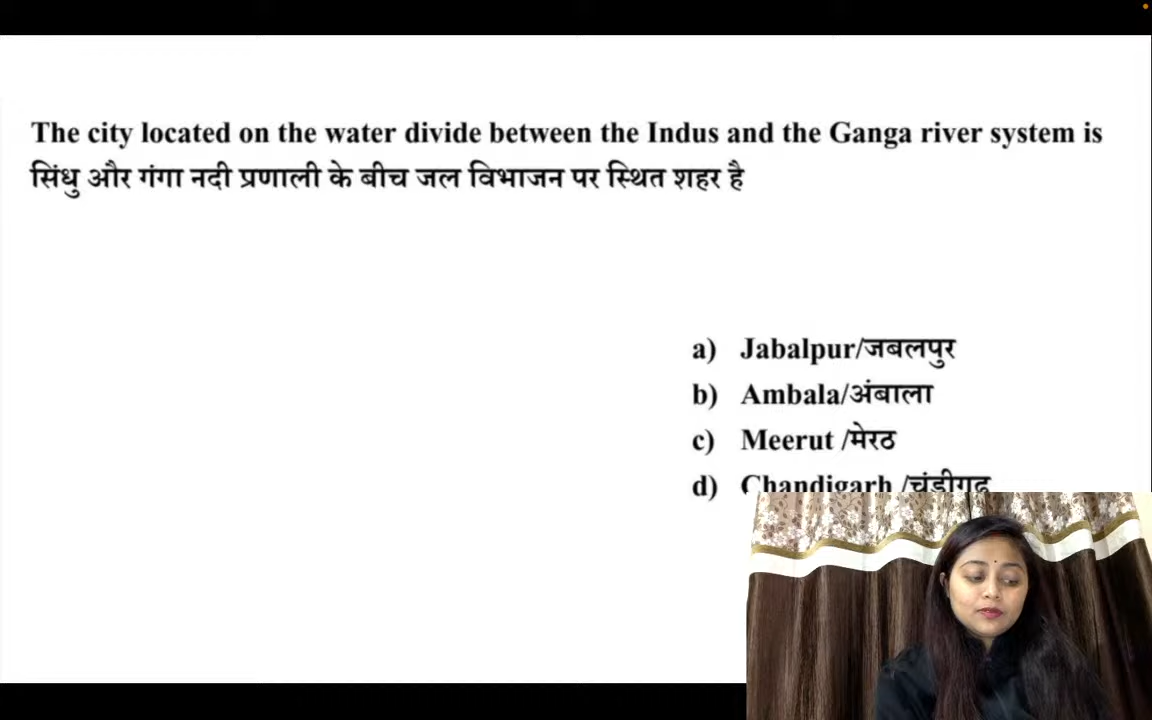 The city located on the water divide between the Indus and the Ganga river system is
सिंधु और गंगा नदी प्रणाली के बीच जल विभाजन पर स्थित शहर है
a) Jabalpur/जबलपुर
b) Ambala/अंबाला
c) Meerut /मेरठ
d) Chandigarh /चंडीगढ़